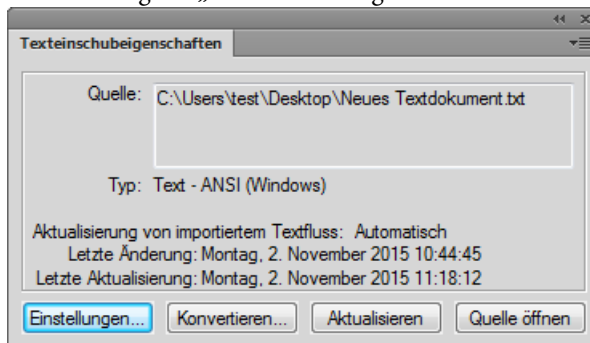 Texteinschubeigenschaften
Quelle: C:\Users\test\Desktop\Neues Textdokument.txt
Typ: Text - ANSI (Windows)
Aktualisierung von importiertem Textfluss: Automatisch
Letzte Änderung: Montag, 2. November 2015 10:44:45
Letzte Aktualisierung: Montag, 2. November 2015 11:18:12
Einstellungen... Konvertieren... Aktualisieren Quelle öffnen